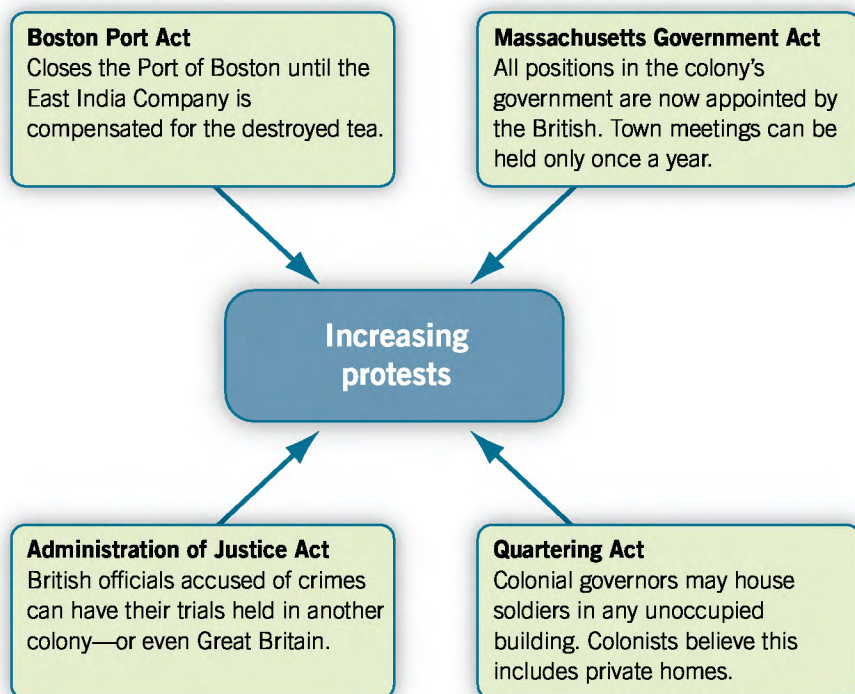 Boston Port Act
Closes the Port of Boston until the
East India Company is
compensated for the destroyed tea.
Massachusetts Government Act
All positions in the colony's
government are now appointed by
the British. Town meetings can be
held only once a year.
Increasing
protests
Administration of Justice Act
British officials accused of crimes
can have their trials held in another
colony—or even Great Britain.
Quartering Act
Colonial governors may house
soldiers in any unoccupied
building. Colonists believe this
includes private homes.